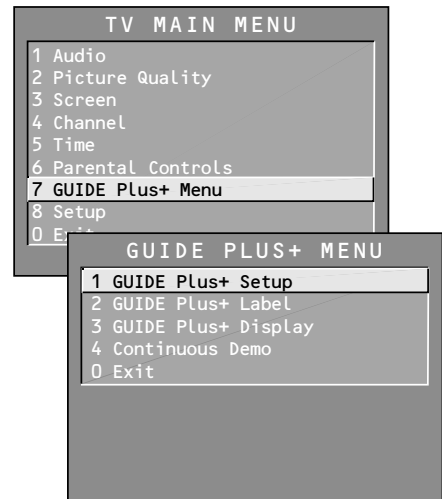 TV MAIN MENU
1 Audio
2 Picture Quality
3 Screen
4 Channel
5 Time
6 Parental Controls
7 GUIDE Plus+ Menu
8 Setup
0
GUIDE PLUS+ MENU
1 GUIDE Plus+ Setup
2 GUIDE Plus+ Label
3 GUIDE Plus+ Display
4 Continuous Demo
0 Exit